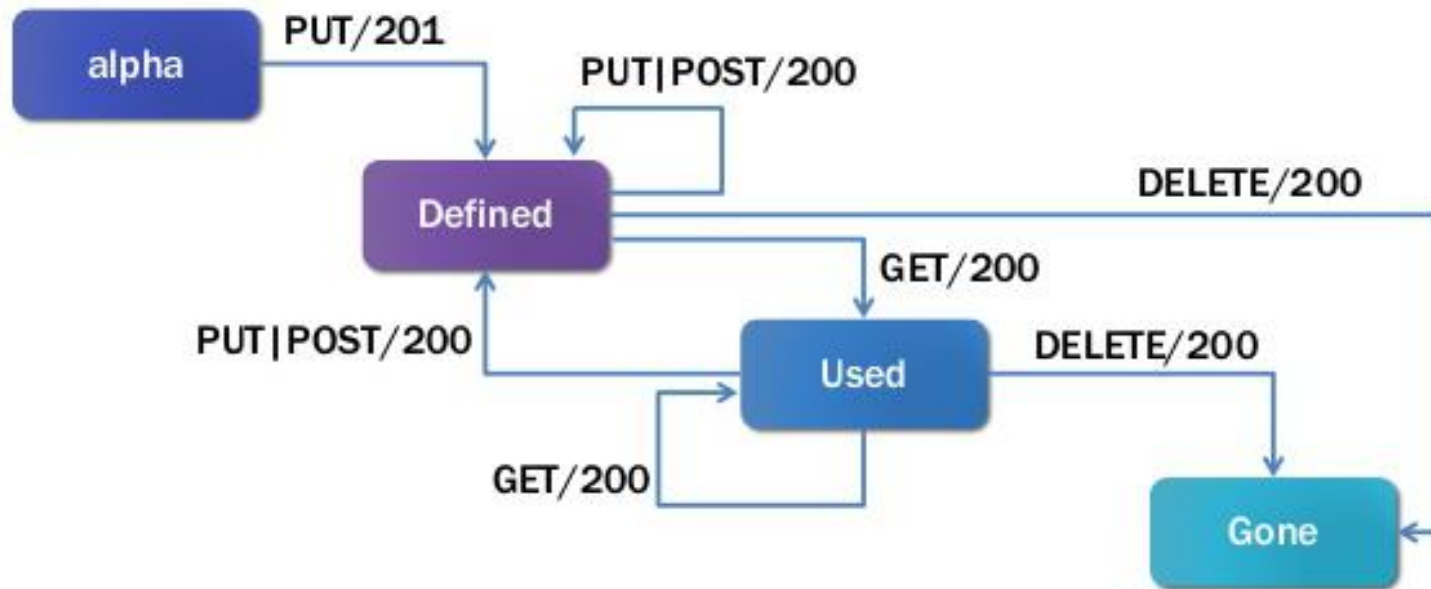 alpha
PUT/201
PUT|POST/200
Defined
DELETE/200
GET/200
PUT|POST/200
Used
DELETE/200
GET/200
Gone